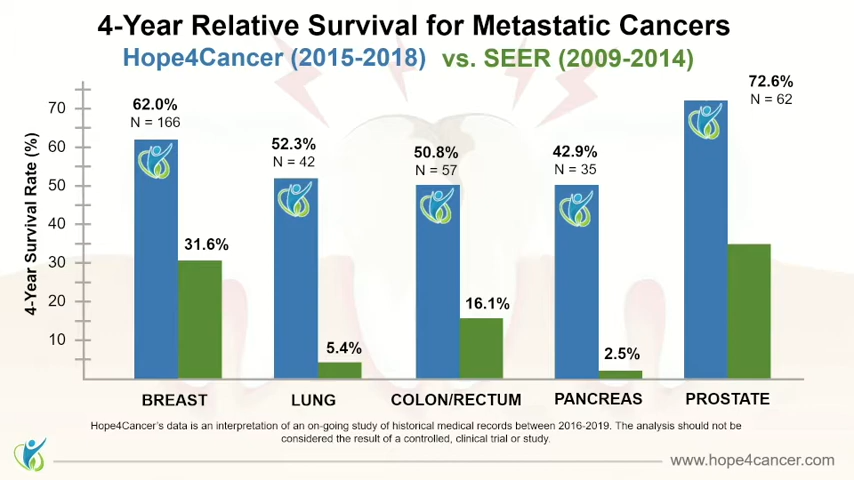 4-Year Relative Survival for Metastatic Cancers
Hope4Cancer (2015-2018) vs. SEER (2009-2014)
4-Year Survival Rate (%)
70
60
50
40
30
20
10
62.0%
N = 166
31.6%
52.3%
N = 42
5.4%
50.8%
N = 57
16.1%
42.9%
N = 35
2.5%
72.6%
N = 62
BREAST
LUNG
COLON/RECTUM
PANCREAS
PROSTATE
Hope4Cancer's data is an interpretation of an on-going study of historical medical records between 2016-2019. The analysis should not be
considered the result of a controlled, clinical trial or study.
www.hope4cancer.com